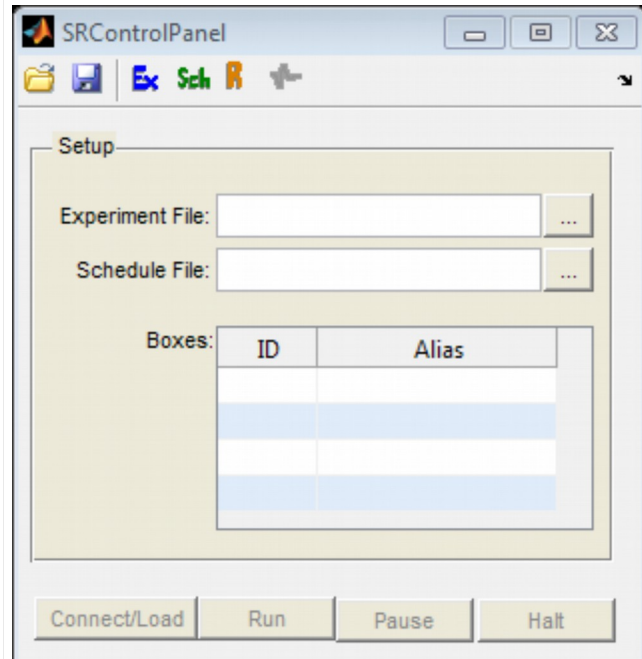 SRControlPanel
Ex Sch R
Setup
Experiment File: ...
Schedule File: ...
Boxes: ID Alias
Connect/Load Run Pause Halt